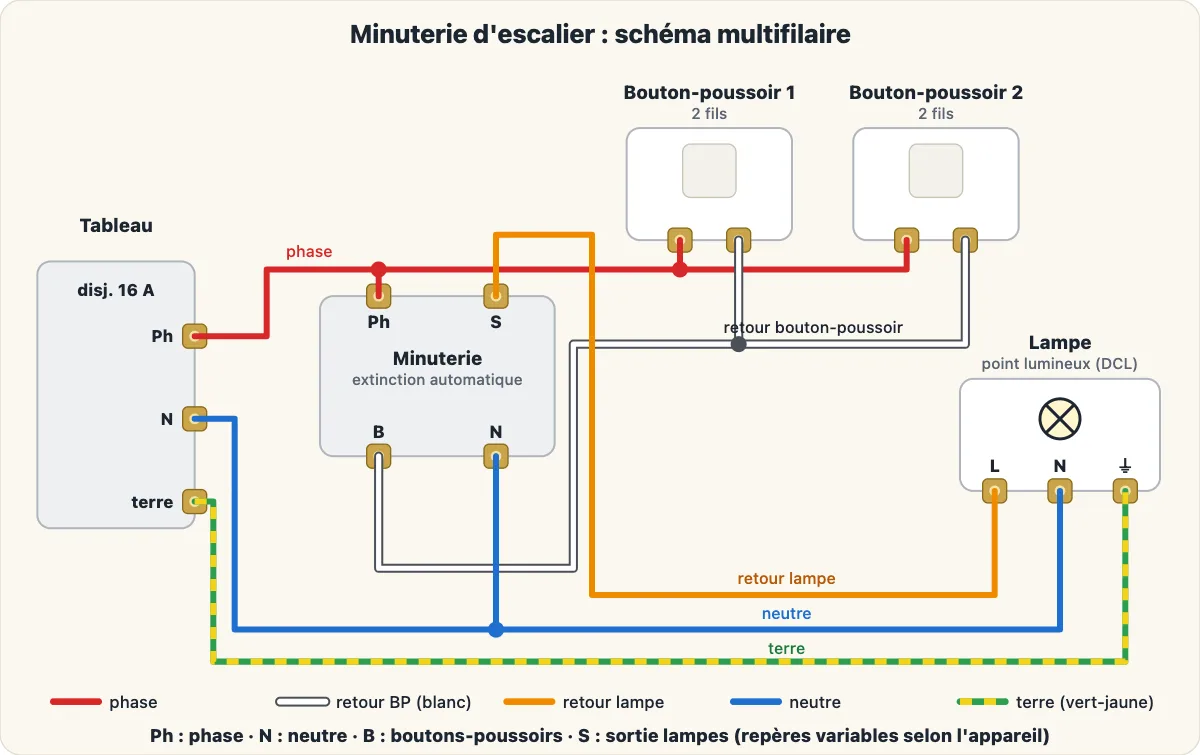 Minuterie d'escalier : schéma multifilaire
Bouton-poussoir 1
2 fils
Bouton-poussoir 2
2 fils
Tableau
disj. 16 A
Ph
N
terre
phase
Ph
S
Minuterie
extinction automatique
B
N
retour bouton-poussoir
Lampe
point lumineux (DCL)
L
N
retour lampe
neutre
terre
phase
retour BP (blanc)
retour lampe
neutre
terre (vert-jaune)
Ph : phase · N : neutre · B : boutons-poussoirs · S : sortie lampes (repères variables selon l'appareil)